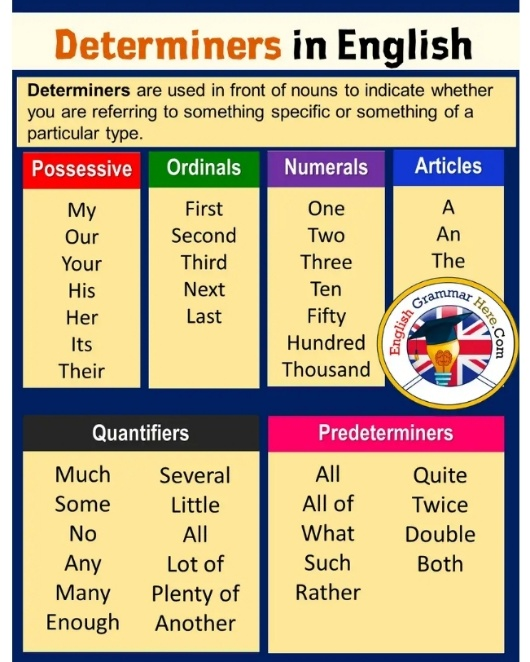 Determiners in English
Determiners are used in front of nouns to indicate whether
you are referring to something specific or something of a
particular type.
Possessive
My
Our
Your
His
Her
Its
Their
Ordinals
First
Second
Third
Next
Last
Numerals
One
Two
Three
Ten
Fifty
Hundred
Thousand
Articles
A
An
The
English Grammar Here.Com
Quantifiers
Much
Some
No
Any
Many
Enough
Several
Little
All
Lot of
Plenty of
Another
Predeterminers
All
All of
What
Such
Rather
Quite
Twice
Double
Both